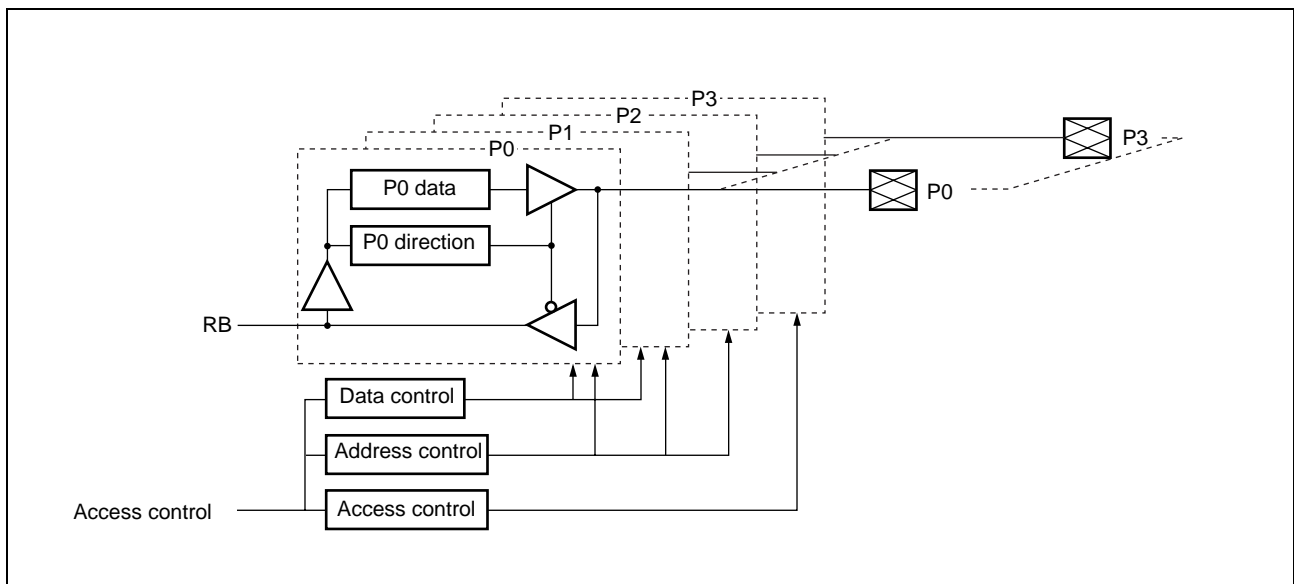 P3
P2
P1
P0
P0 data
P0 direction
RB
P3
P0
Data control
Address control
Access control
Access control